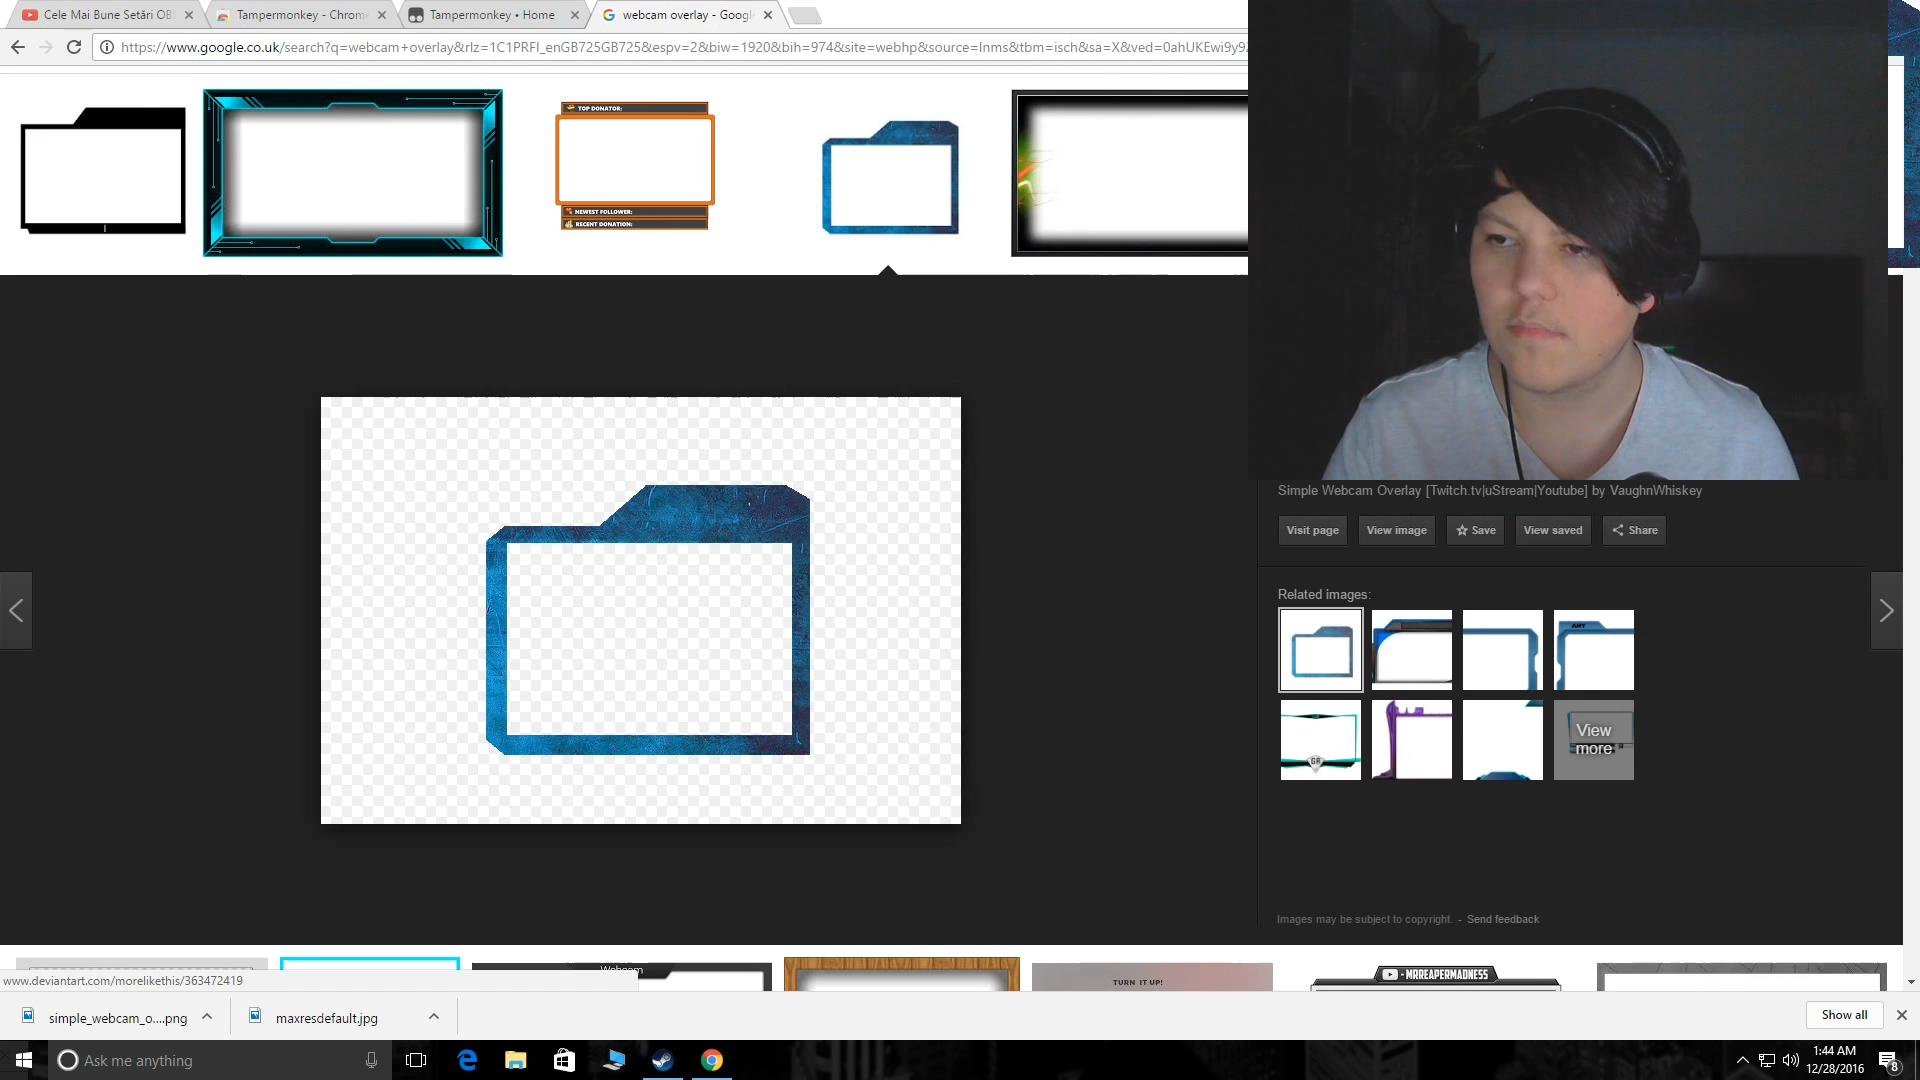 Cele Mai Bune Setări OB
Tampermonkey - Chrom
Tampermonkey • Home
webcam overlay - Googl
https://www.google.co.uk/search?q=webcam+overlay&rlz=1C1PRFI_enGB725GB725&espv=2&biw=1920&bih=974&site=webhp&source=lnms&tbm=isch&sa=X&ved=0ahUKEwi9y9
TOP DONATOR:
NEWEST FOLLOWER:
RECENT DONATION:
Simple Webcam Overlay [Twitch.tv|uStream|Youtube] by VaughnWhiskey
Visit page
View image
Save
View saved
Share
Related images:
AMT
GA
View
more
Images may be subject to copyright. - Send feedback
Webcam
TURN IT UP!
- MRREAPERMADNESS
www.deviantart.com/morelikethis/363472419
simple_webcam_o....png
maxresdefault.jpg
Show all
Ask me anything
1:44 AM
12/28/2016
8